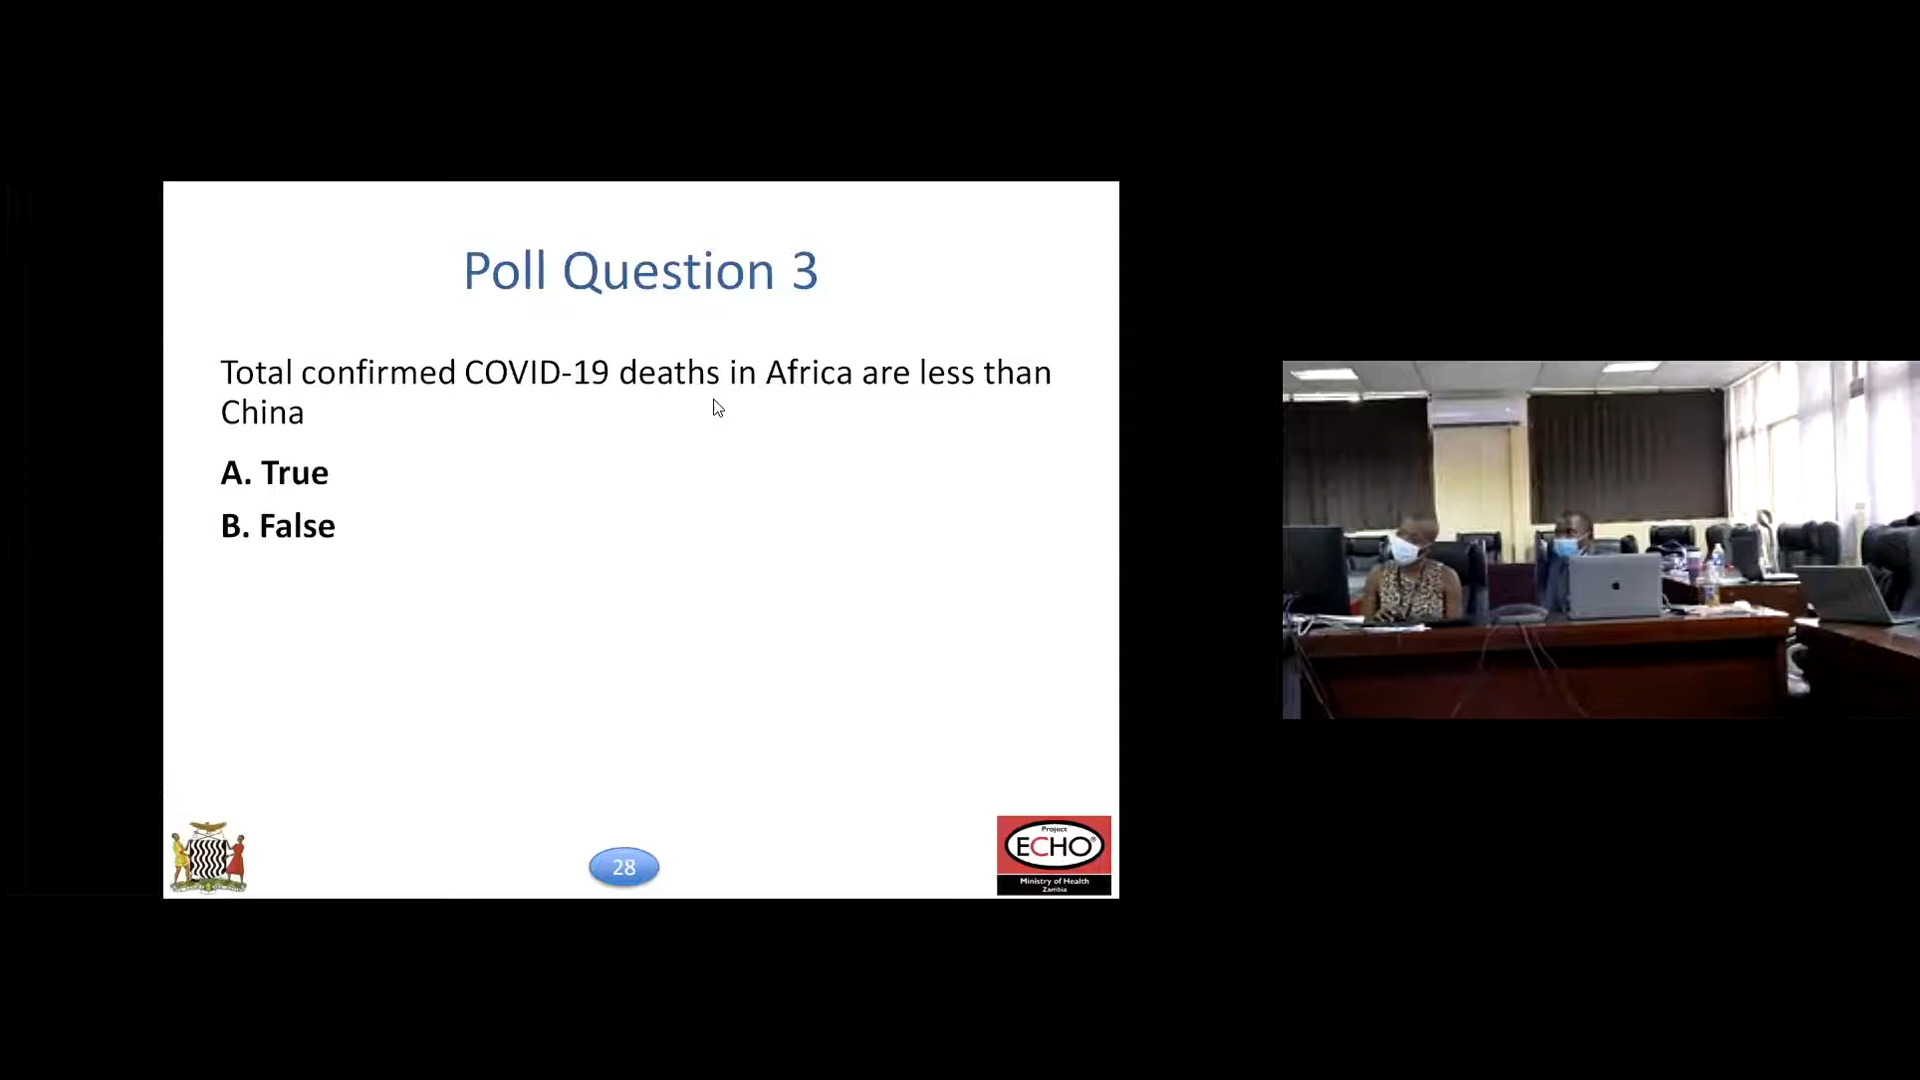 Poll Question 3
Total confirmed COVID-19 deaths in Africa are less than
China
A. True
B. False
28
Project
ECHO®
Ministry of Health
Zambia